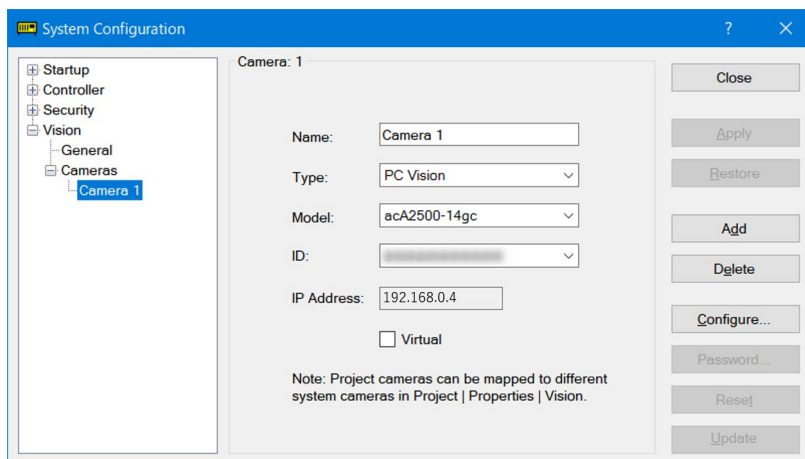 System Configuration
?
Startup
Controller
Security
Vision
General
Cameras
Camera 1
Camera: 1
Name:
Camera 1
Type:
PC Vision
Model:
acA2500-14gc
ID:
IP Address:
192.168.0.4
Virtual
Note: Project cameras can be mapped to different
system cameras in Project | Properties | Vision.
Close
Apply
Restore
Add
Delete
Configure...
Password...
Reset
Update